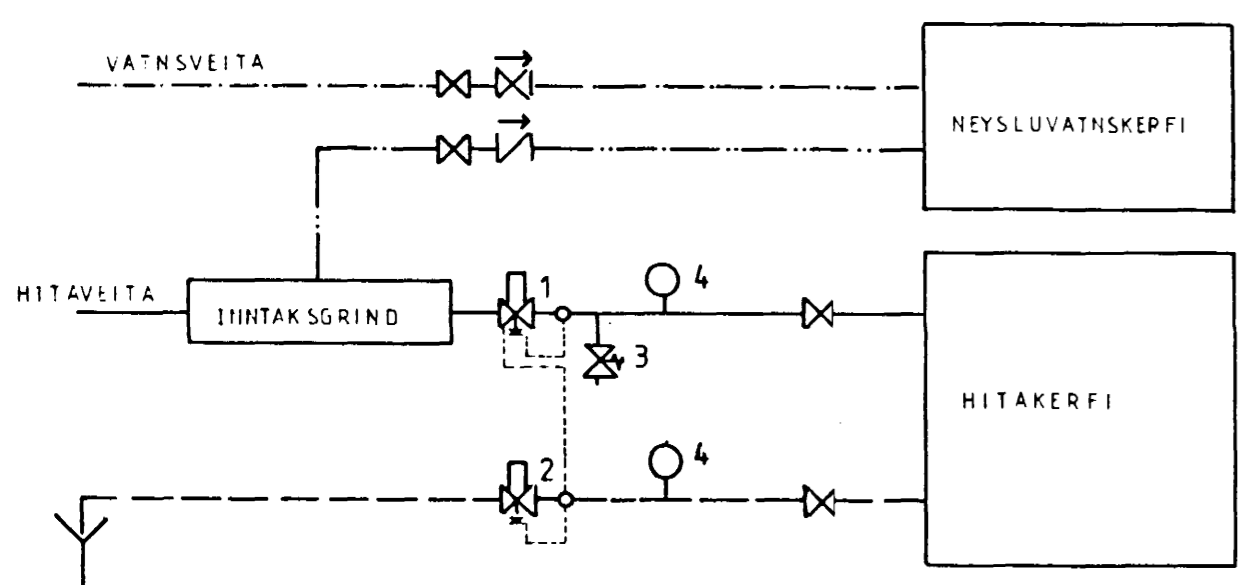 VATNSVEITA
NEYSLUVATNSKERFI
HITAVEITA
INNTAKSGRIND
1
4
3
HITAKERFI
2
4